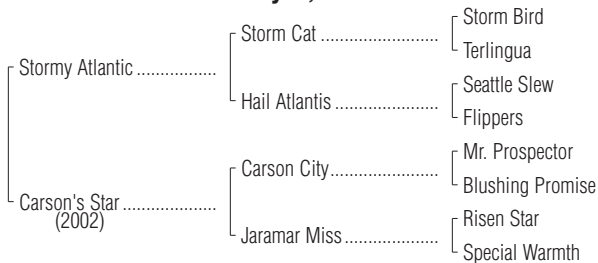 Storm Bird
Storm Cat ..................
Terlingua
Stormy Atlantic ................
Seattle Slew
Hail Atlantis ..................
Flippers
Mr. Prospector
Carson City ..................
Blushing Promise
Carson's Star ..................
(2002)
Risen Star
Jaramar Miss ................
Special Warmth